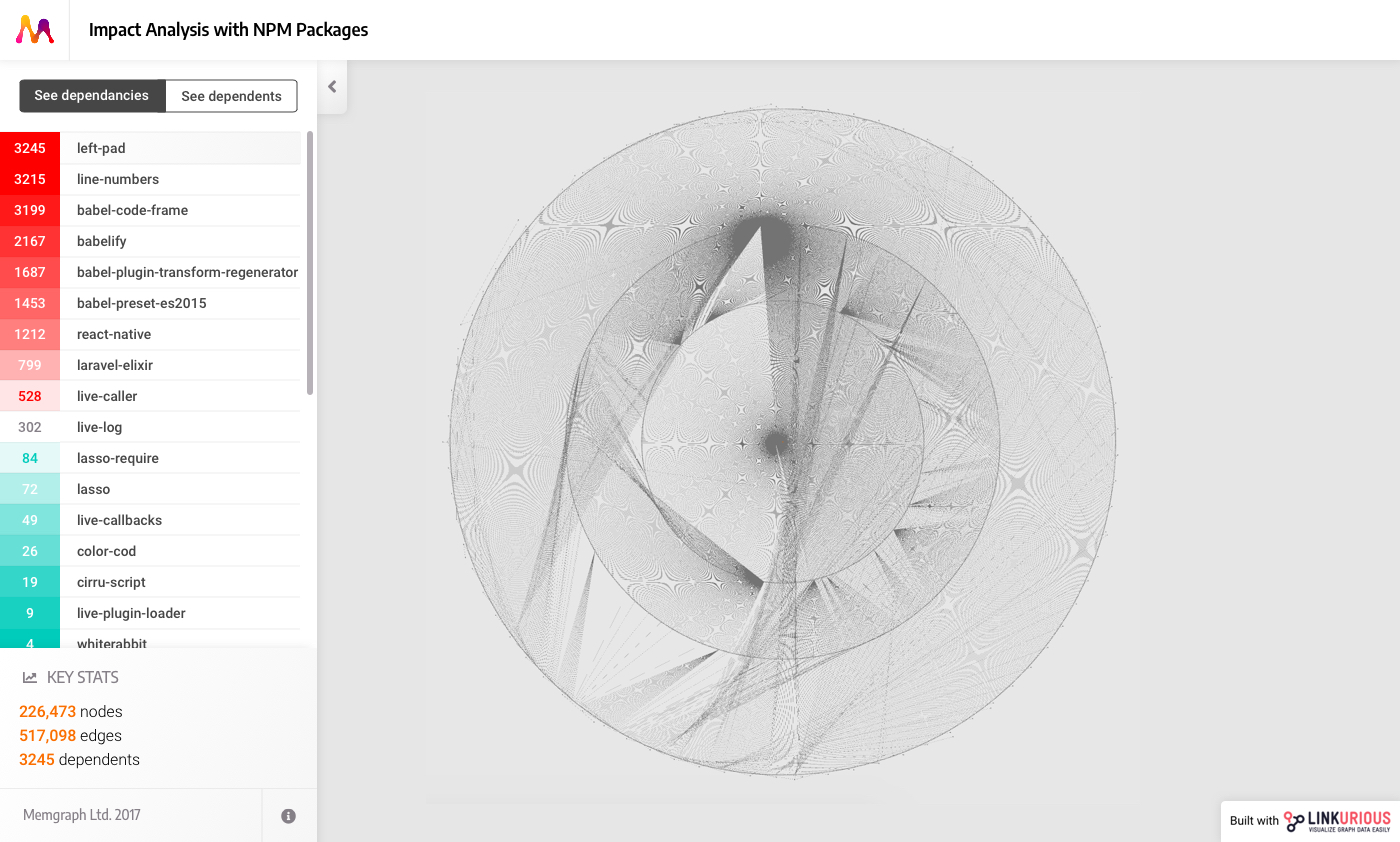 Impact Analysis with NPM Packages
See dependancies
See dependents
3245 left-pad
3215 line-numbers
3199 babel-code-frame
2167 babelify
1687 babel-plugin-transform-regenerator
1453 babel-preset-es2015
1212 react-native
799 laravel-elixir
528 live-caller
302 live-log
84 lasso-require
72 lasso
49 live-callbacks
26 color-cod
19 cirru-script
9 live-plugin-loader
4 whiterabbit
KEY STATS
226,473 nodes
517,098 edges
3245 dependents
Memgraph Ltd. 2017
Built with LINKURIOUS
VISUALIZE GRAPH DATA EASILY